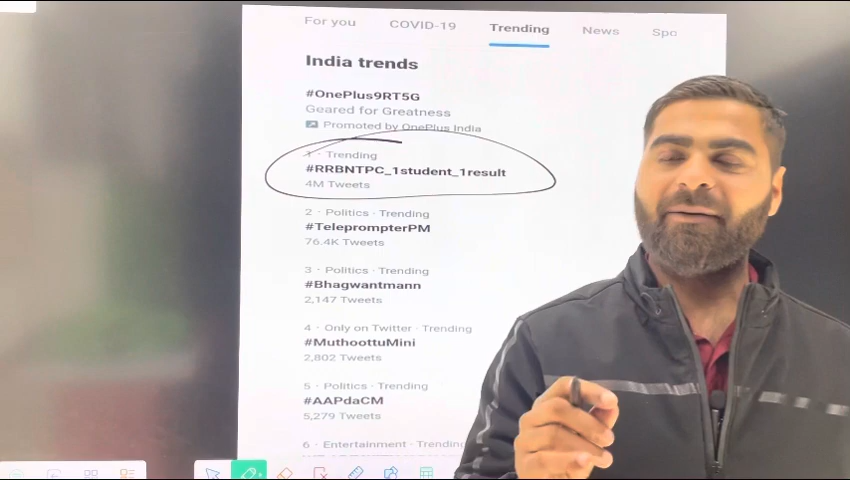 For you COVID-19 Trending News Spo
India trends
#OnePlus9RT5G
Geared for Greatness
Promoted by OnePlus India
1 · Trending
#RRBNTPC_1student_1result
4M Tweets
2 · Politics · Trending
#TeleprompterPM
76.4K Tweets
3 · Politics · Trending
#Bhagwantmann
2,147 Tweets
4 · Only on Twitter · Trending
#MuthoottuMini
2,802 Tweets
5 · Politics · Trending
#AAPdaCM
5,279 Tweets
6 · Entertainment · Trending